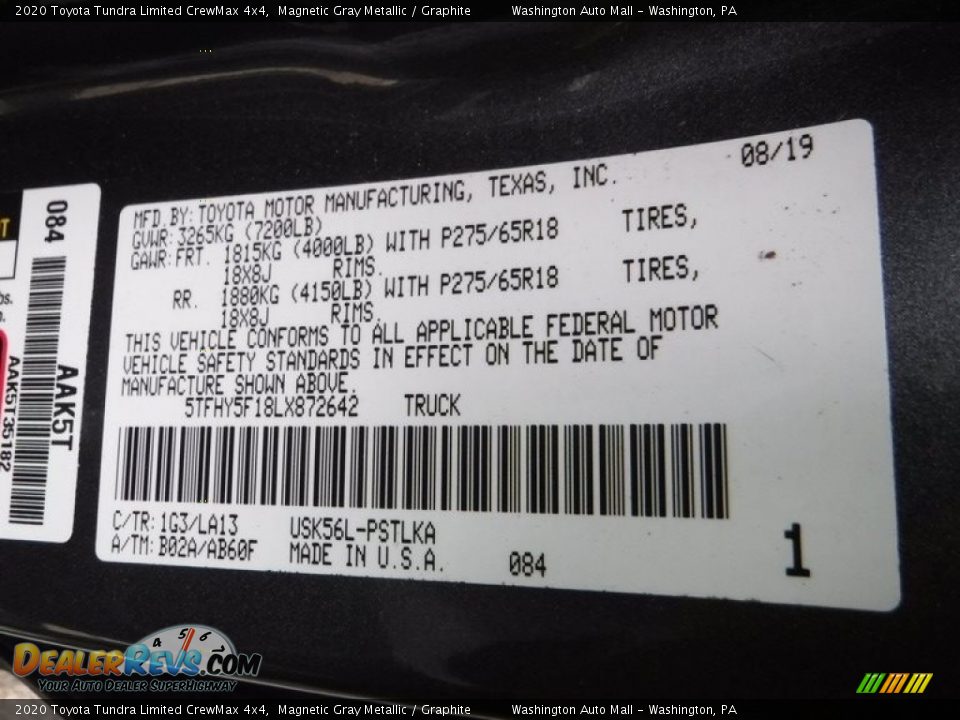 2020 Toyota Tundra Limited CrewMax 4x4, Magnetic Gray Metallic / Graphite Washington Auto Mall - Washington, PA
08/19
MFD. BY: TOYOTA MOTOR MANUFACTURING, TEXAS, INC.
GVWR: 3265KG (7200LB)
GAWR: FRT. 1815KG (4000LB) WITH P275/65R18 TIRES,
18X8J RIMS.
RR. 1880KG (4150LB) WITH P275/65R18 TIRES,
18X8J RIMS.
THIS VEHICLE CONFORMS TO ALL APPLICABLE FEDERAL MOTOR
VEHICLE SAFETY STANDARDS IN EFFECT ON THE DATE OF
MANUFACTURE SHOWN ABOVE.
5TFHY5F18LX872642 TRUCK
C/TR: 1G3/LA13 USK56L-PSTLKA
A/TM: B02A/AB60F MADE IN U.S.A. 084
1
084
AAK5T
AAK5T35182
lbs.
4 5 6
DEALERREVS.COM
YOUR AUTO DEALER SUPERHIGHWAY
2020 Toyota Tundra Limited CrewMax 4x4, Magnetic Gray Metallic / Graphite Washington Auto Mall - Washington, PA